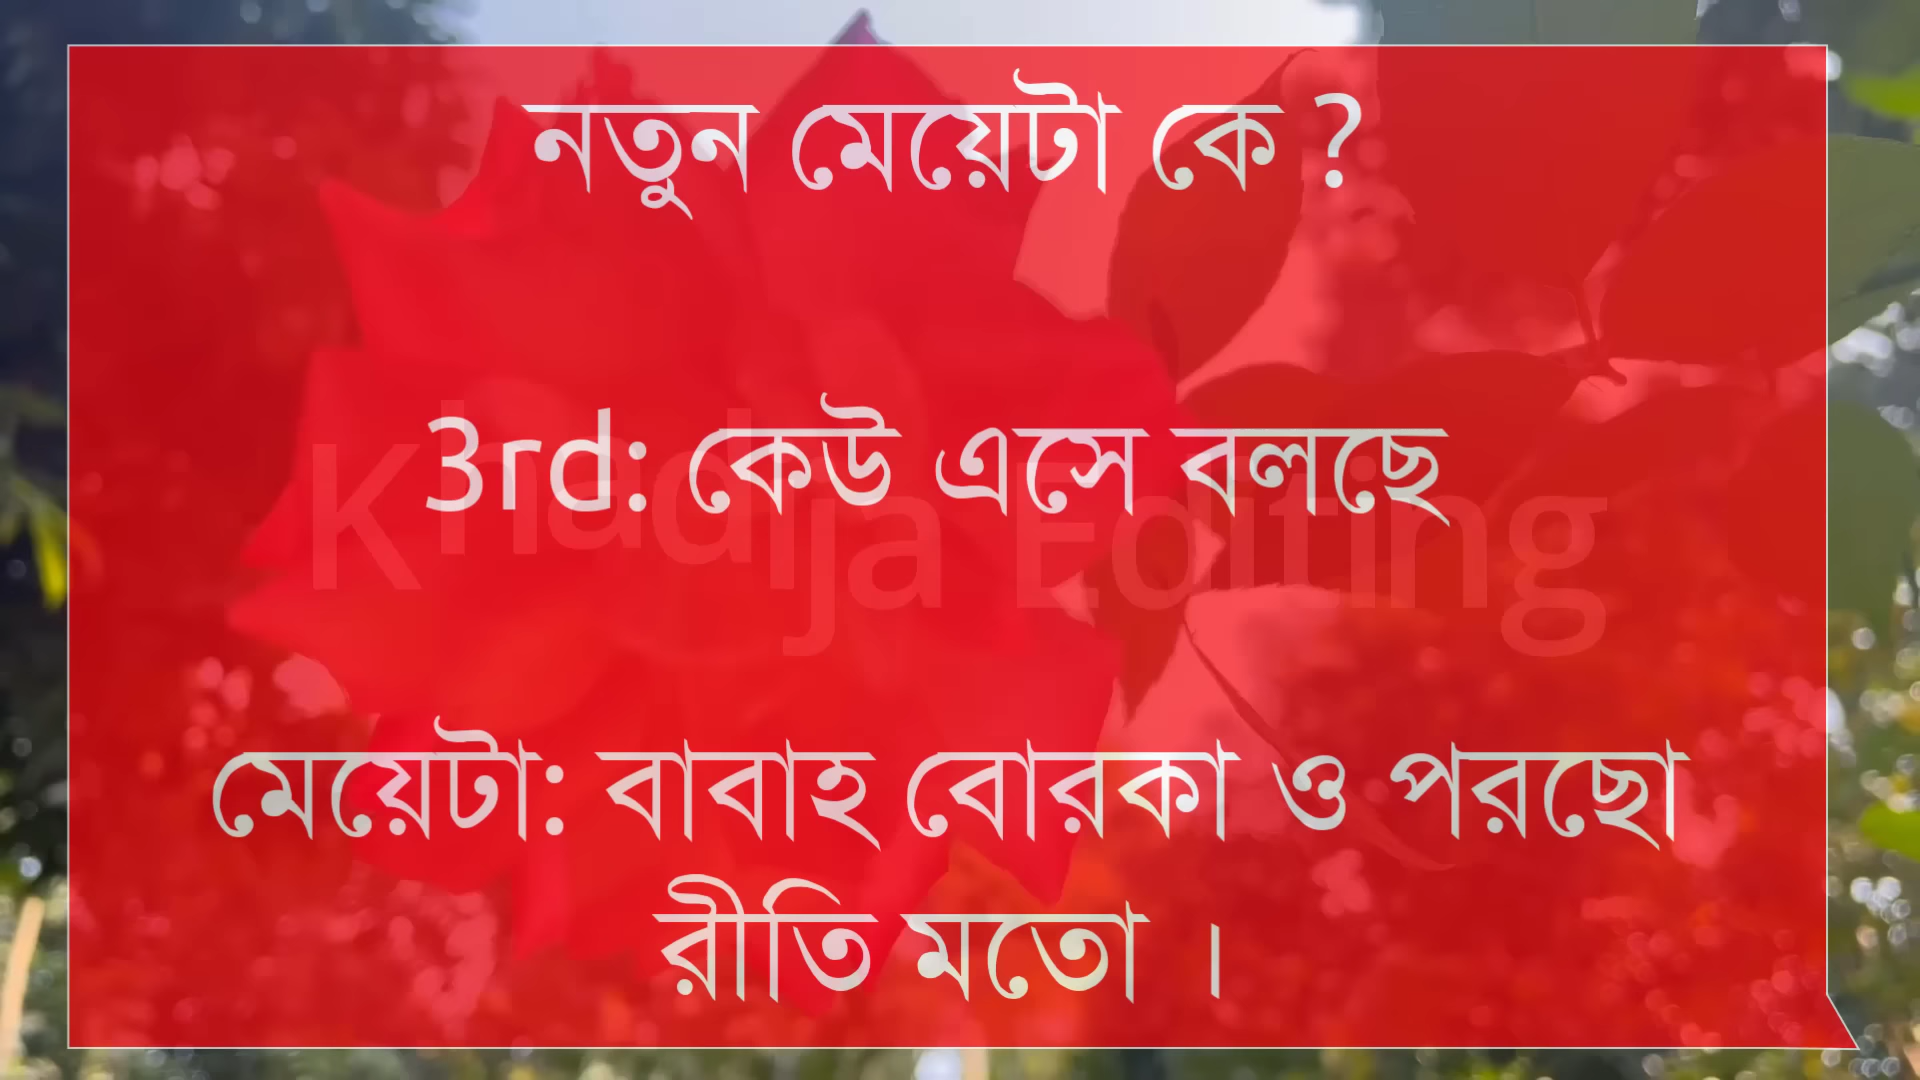 নতুন মেয়েটা কে ?
3rd: কেউ এসে বলছে
Khadija Editing
মেয়েটা: বাবাহ বোরকা ও পরছো
রীতি মতো ।